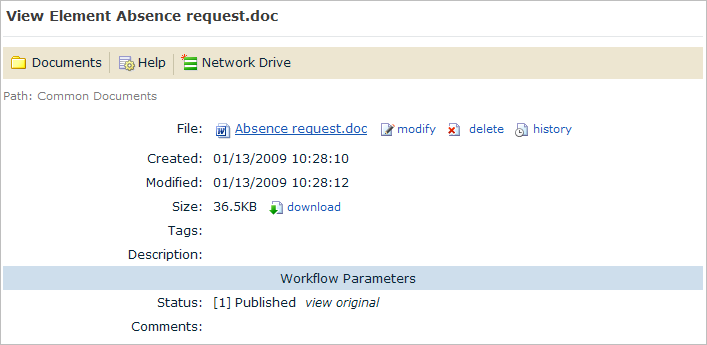 View Element Absence request.doc
Documents Help Network Drive
Path: Common Documents
File: Absence request.doc modify delete history
Created: 01/13/2009 10:28:10
Modified: 01/13/2009 10:28:12
Size: 36.5KB download
Tags:
Description:
Workflow Parameters
Status: [1] Published view original
Comments: